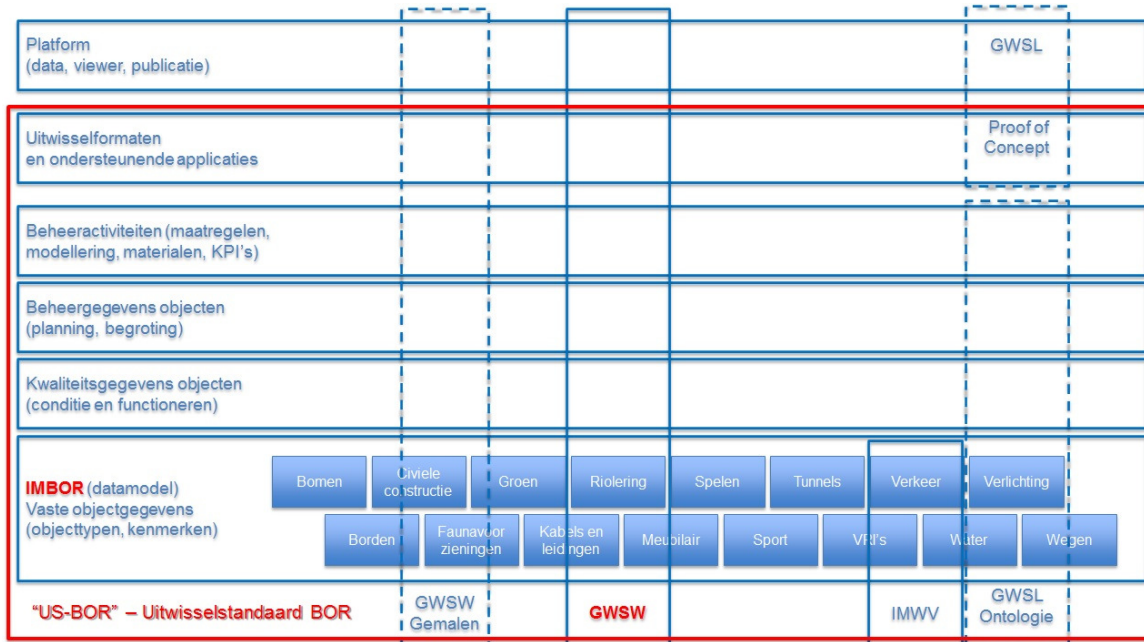 Platform
(data, viewer, publicatie)
GWSL
Uitwisselformaten
en ondersteunende applicaties
Proof of
Concept
Beheeractiviteiten (maatregelen,
modellering, materialen, KPI's)
Beheergegevens objecten
(planning, begroting)
Kwaliteitsgegevens objecten
(conditie en functioneren)
IMBOR (datamodel)
Vaste objectgegevens
(objecttypen, kenmerken)
Bomen
Civiele
constructie
Groen
Riolering
Spelen
Tunnels
Verkeer
Verlichting
Borden
Faunavoor
zieningen
Kabels en
leidingen
Meubilair
Sport
VRI's
Water
Wegen
"US-BOR" – Uitwisselstandaard BOR
GWSW
Gemalen
GWSW
IMWV
GWSL
Ontologie